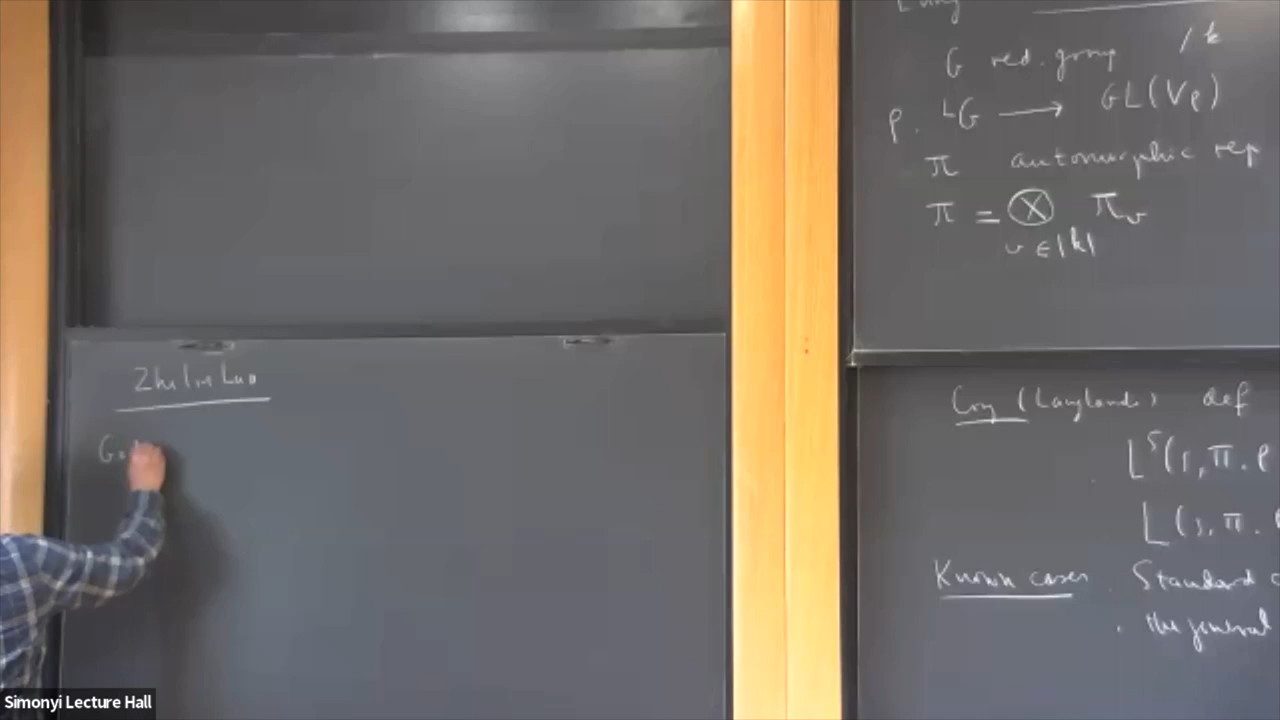 Zhilin Luo
G
G red. group / k
ρ. ᴸG → GL(Vρ)
π automorphic rep
π = ⊗ πᵥ
v ∈ |k|
Conj (Langlands) def
Lˢ(s, π. ρ
L(s, π. ρ
Known cases . Standard
. the general
Simonyi Lecture Hall